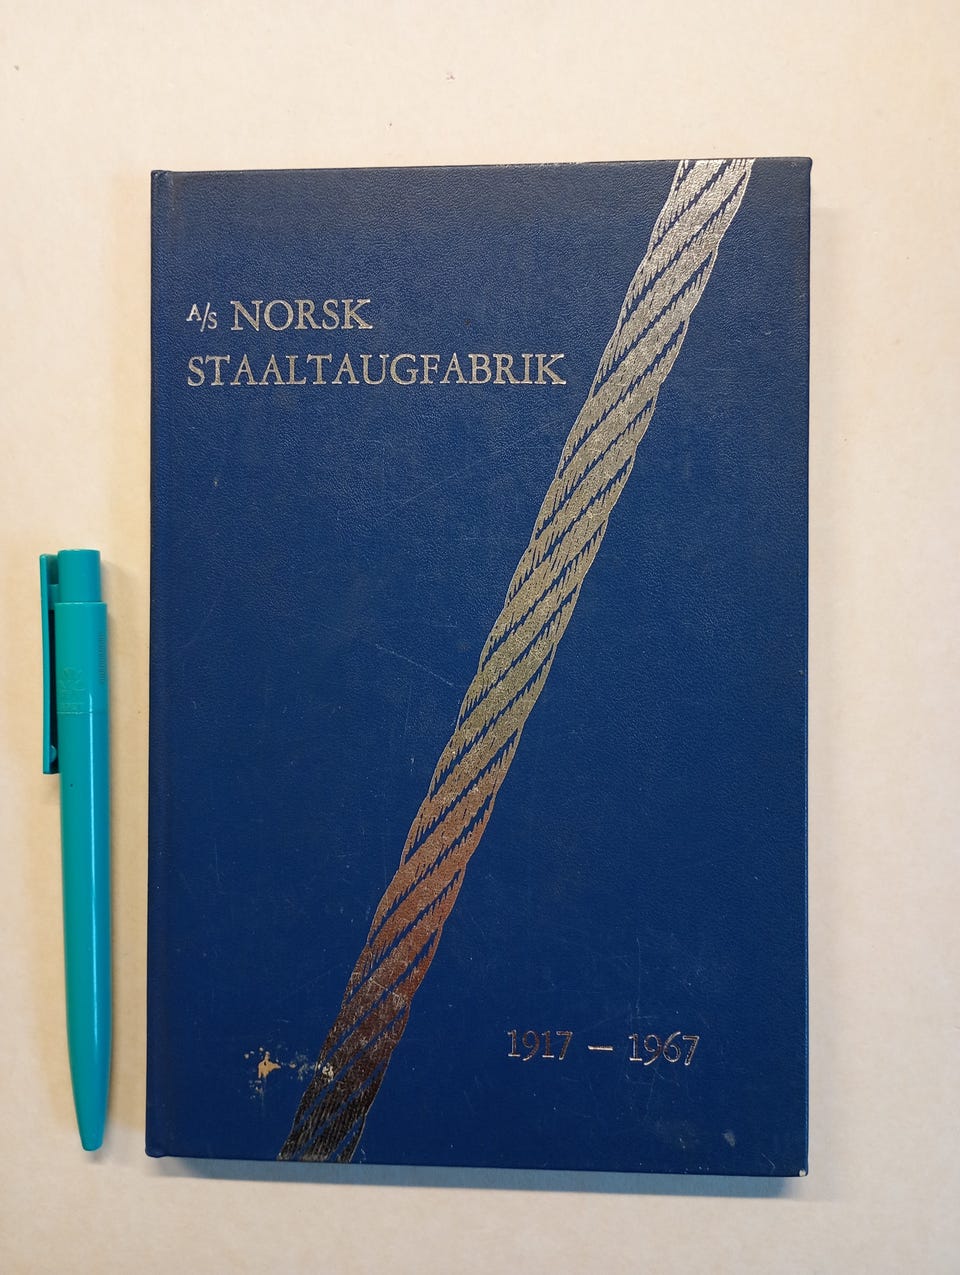 A/S NORSK
STAALTAUGFABRIK
1917 – 1967